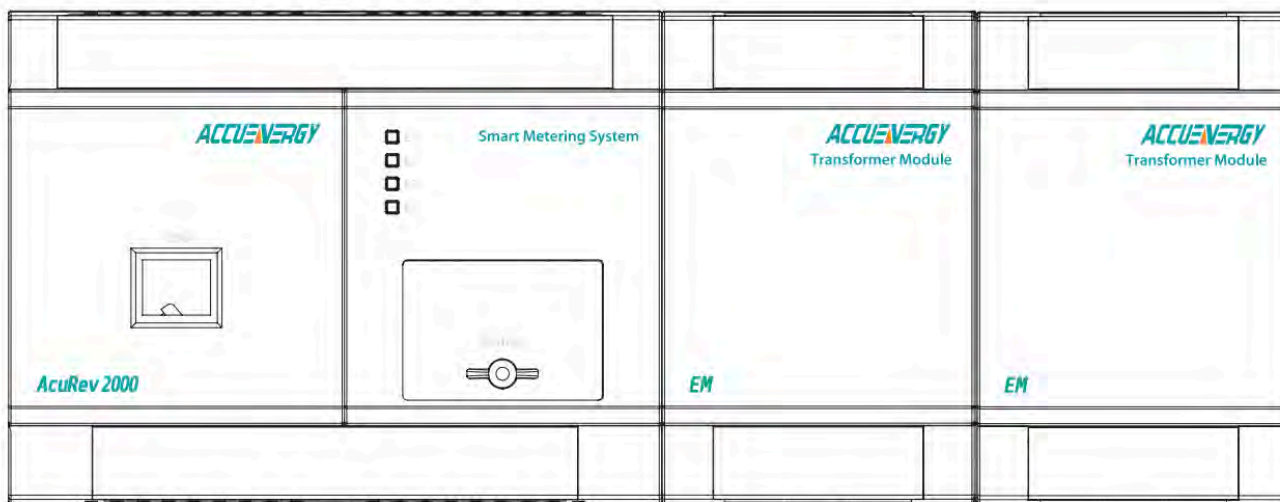 ACCUENERGY
Smart Metering System
AcuRev 2000
ACCUENERGY
Transformer Module
EM
ACCUENERGY
Transformer Module
EM